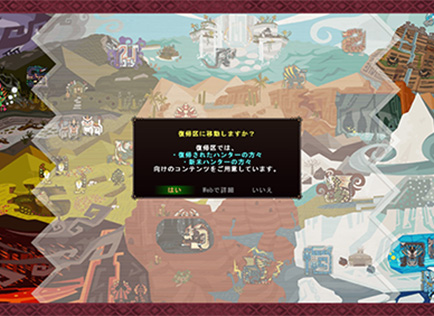 復帰区に移動しますか？
復帰区では、
・復帰されたハンターの方々
・新米ハンターの方々
向けのコンテンツをご用意しています。
はい Webで詳細 いいえ